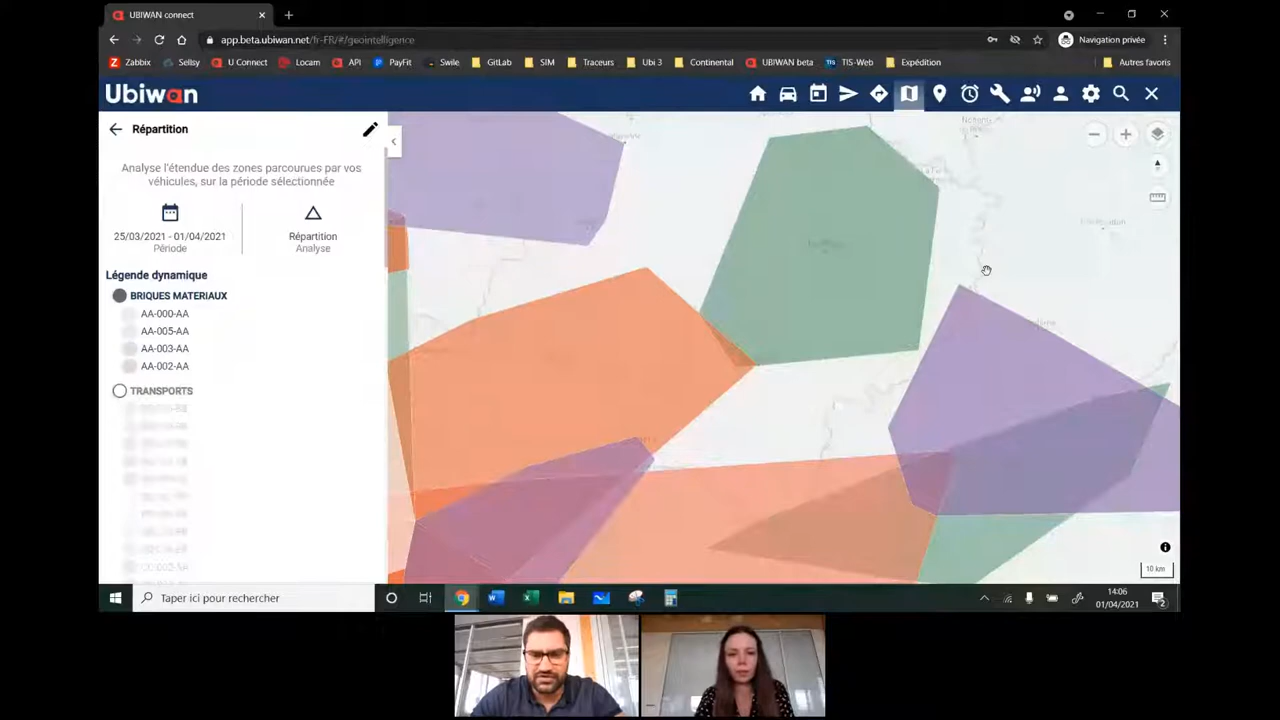 UBIWAN connect
app.beta.ubiwan.net/fr-FR/#/geointelligence
Navigation privée
Zabbix
Sellsy
U Connect
Locam
API
PayFit
Swile
GitLab
SIM
Traceurs
Ubi 3
Continental
UBIWAN beta
TIS-Web
Expédition
Autres favoris
Ubiwan
Répartition
Analyse l'étendue des zones parcourues par vos
véhicules, sur la période sélectionnée
25/03/2021 - 01/04/2021
Période
Répartition
Analyse
Légende dynamique
BRIQUES MATERIAUX
AA-000-AA
AA-005-AA
AA-003-AA
AA-002-AA
TRANSPORTS
10 km
Taper ici pour rechercher
14:06
01/04/2021